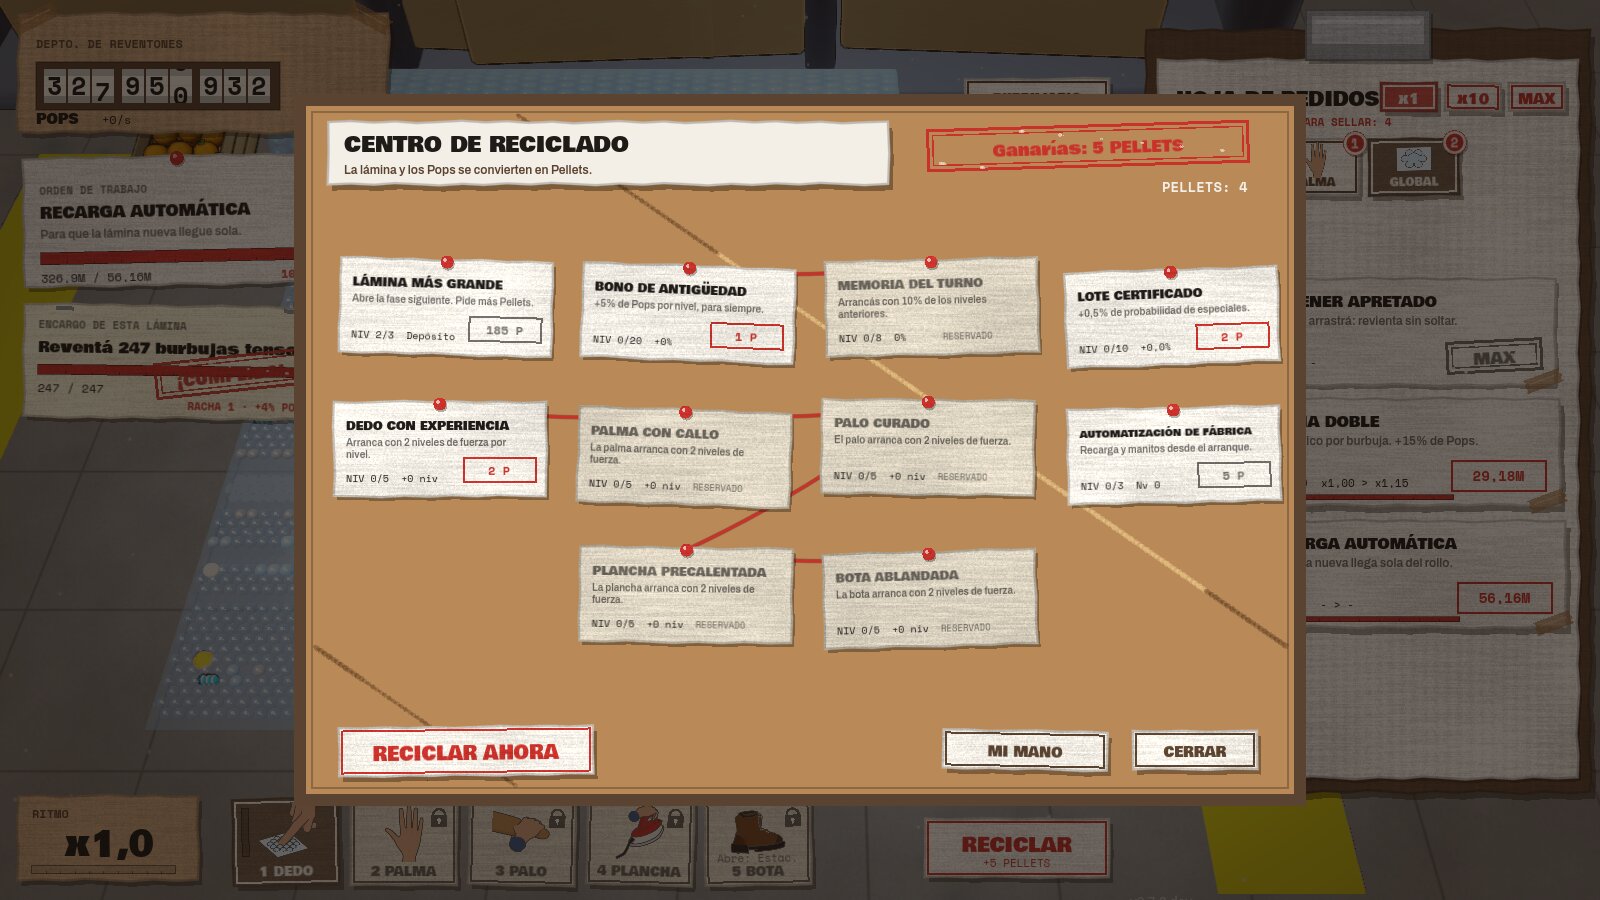 DEPTO. DE REVENTONES
327 950 932
POPS +0/s
ORDEN DE TRABAJO
RECARGA AUTOMÁTICA
Para que la lámina nueva llegue sola.
326.9M / 56,16M
ENCARGO DE ESTA LÁMINA
Reventá 247 burbujas
247 / 247
RACHA 1 · +4%
CENTRO DE RECICLADO
La lámina y los Pops se convierten en Pellets.
Ganarías: 5 PELLETS
PELLETS: 4
LÁMINA MÁS GRANDE
Abre la fase siguiente. Pide más Pellets.
NIV 2/3 Depósito 185 P
BONO DE ANTIGÜEDAD
+5% de Pops por nivel, para siempre.
NIV 0/20 +0% 1 P
MEMORIA DEL TURNO
Arrancás con 10% de los niveles
anteriores.
NIV 0/8 0% RESERVADO
LOTE CERTIFICADO
+0,5% de probabilidad de especiales.
NIV 0/10 +0,0% 2 P
DEDO CON EXPERIENCIA
Arranca con 2 niveles de fuerza por
nivel.
NIV 0/5 +0 niv 2 P
PALMA CON CALLO
La palma arranca con 2 niveles de
fuerza.
NIV 0/5 +0 niv RESERVADO
PALO CURADO
El palo arranca con 2 niveles de fuerza.
NIV 0/5 +0 niv RESERVADO
AUTOMATIZACIÓN DE FÁBRICA
Recarga y manitos desde el arranque.
NIV 0/3 Nv 0 5 P
PLANCHA PRECALENTADA
La plancha arranca con 2 niveles de
fuerza.
NIV 0/5 +0 niv RESERVADO
BOTA ABLANDADA
La bota arranca con 2 niveles de fuerza.
NIV 0/5 +0 niv RESERVADO
RECICLAR AHORA
MI MANO
CERRAR
PEDIDOS
x1 x10 MAX
ARA SELLAR: 4
1 2
LMA GLOBAL
ENER APRETADO
arrastrá: revienta sin soltar.
MAX
A DOBLE
ico por burbuja. +15% de Pops.
x1,00 > x1,15 29,18M
RGA AUTOMÁTICA
a nueva llega sola del rollo.
- > - 56,16M
RITMO
x1,0
1 DEDO
2 PALMA
3 PALO
4 PLANCHA
Abre: Estac.
5 BOTA
RECICLAR
+5 PELLETS